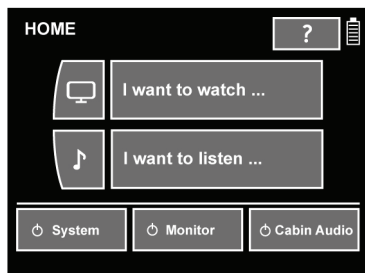 HOME
?
I want to watch ...
I want to listen ...
System
Monitor
Cabin Audio